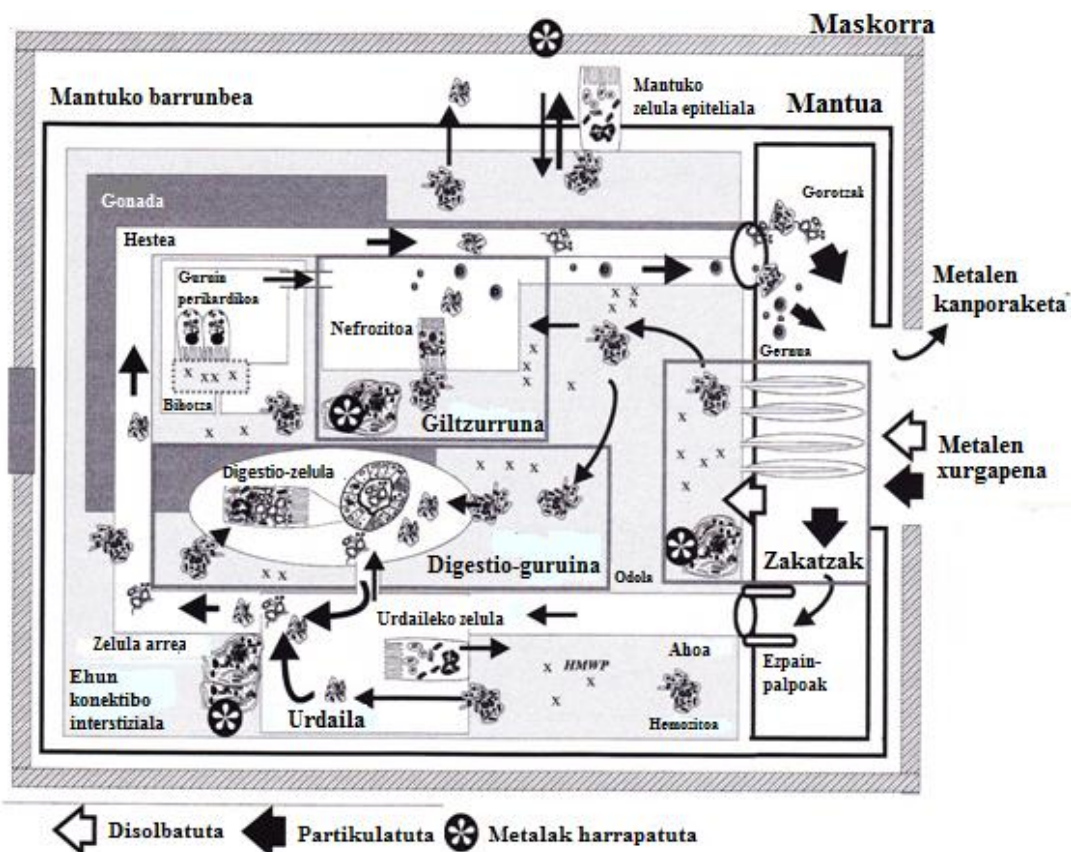 Maskorra
Mantuko barrunbea
Mantuko
zelula epiteliala
Mantua
Gonada
Gorotzak
Hestea
Guruin
perikardikoa
Nefrozitoa
Metalen
kanporaketa
x
x x
x x
x
x
x x
x
Gernua
x x x x
Bihotza
Giltzurruna
x x
x
x
x x
x
Metalen
xurgapena
Digestio-zelula
x x x
x
Zakatzak
Digestio-guruina
x x
Odola
Urdaileko zelula
Zelula arrea
Ahoa
Ezpain-
palpoak
Ehun
konektibo
interstiziala
x HMWP
x
x
Urdaila
Hemozitoa
Disolbatuta
Partikulatuta
Metalak harrapatuta